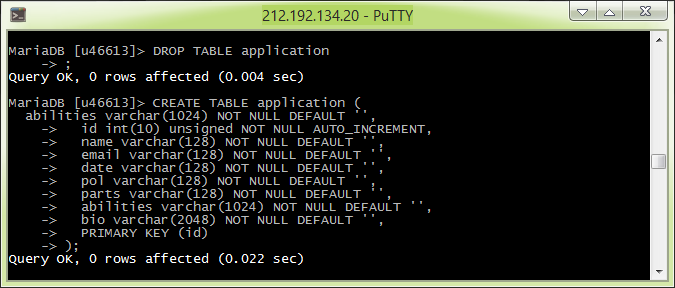 212.192.134.20 - PuTTY
MariaDB [u46613]> DROP TABLE application
    -> ;
Query OK, 0 rows affected (0.004 sec)
MariaDB [u46613]> CREATE TABLE application (
  abilities varchar(1024) NOT NULL DEFAULT '',
    ->   id int(10) unsigned NOT NULL AUTO_INCREMENT,
    ->   name varchar(128) NOT NULL DEFAULT '',
    ->   email varchar(128) NOT NULL DEFAULT '',
    ->   date varchar(128) NOT NULL DEFAULT '',
    ->   pol varchar(128) NOT NULL DEFAULT '',
    ->   parts varchar(128) NOT NULL DEFAULT '',
    ->   abilities varchar(1024) NOT NULL DEFAULT '',
    ->   bio varchar(2048) NOT NULL DEFAULT '',
    ->   PRIMARY KEY (id)
    -> );
Query OK, 0 rows affected (0.022 sec)